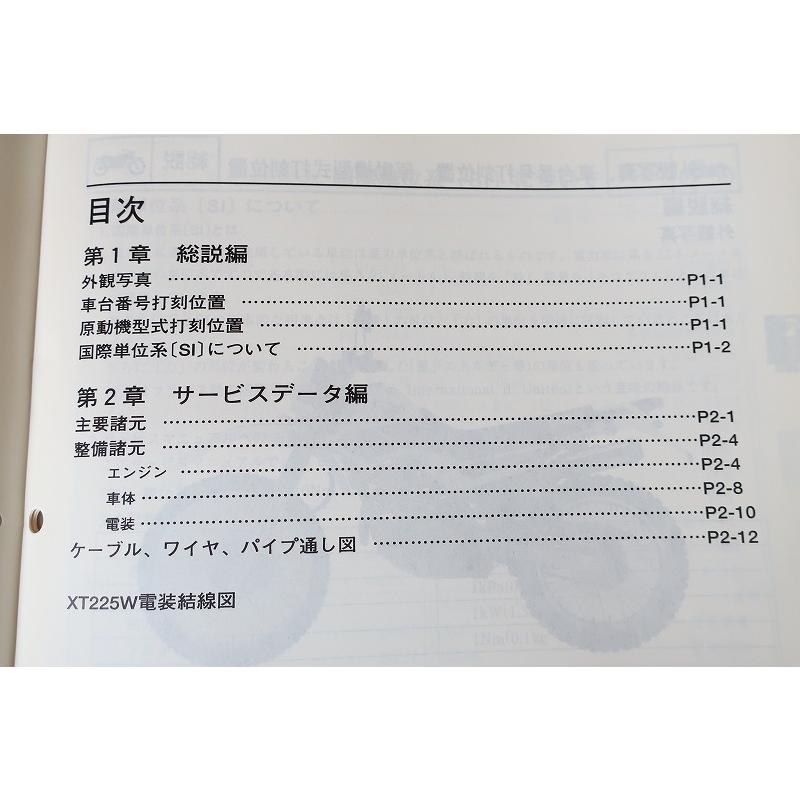 目次
第1章 総説編
外観写真 ……………………………………………………P1-1
車台番号打刻位置 ……………………………………………P1-1
原動機型式打刻位置 …………………………………………P1-1
国際単位系〔SI〕について ……………………………………P1-2
第2章 サービスデータ編
主要諸元 ……………………………………………………P2-1
整備諸元 ……………………………………………………P2-4
エンジン ……………………………………………………P2-4
車体 …………………………………………………………P2-8
電装 …………………………………………………………P2-10
ケーブル、ワイヤ、パイプ通し図 ……………………………P2-12
XT225W電装結線図